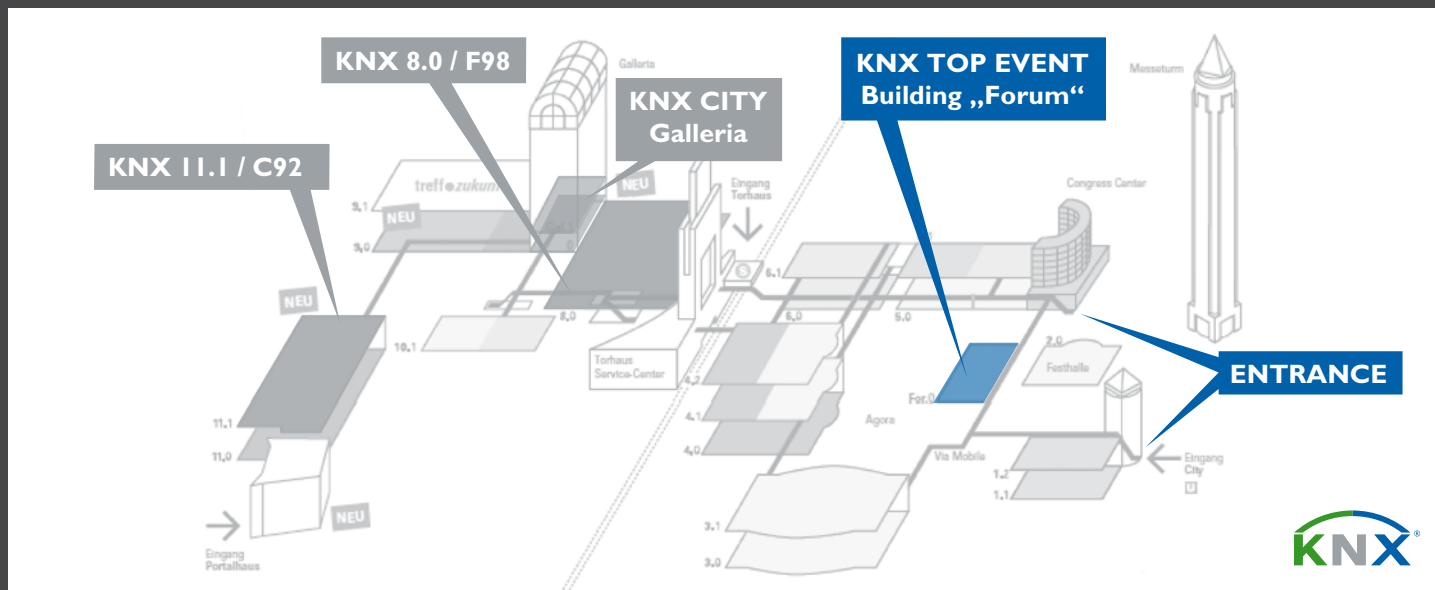 KNX 8.0 / F98
Galleria
KNX CITY
Galleria
KNX TOP EVENT
Building „Forum“
Messeturm
KNX 11.1 / C92
treff
zukun
NEU
Eingang
Torhaus
Congress Center
9.1
NEU
9.0
0
S
6.1
NEU
8.0
6.0
5.0
10.1
Torhaus
Service-Center
2.0
Festhalle
ENTRANCE
4.2
For.0
11.1
4.1
Agora
11.0
4.0
Via Mobile
1.2
1.1
Eingang
City
NEU
3.1
Eingang
Portalhaus
3.0
KNX®